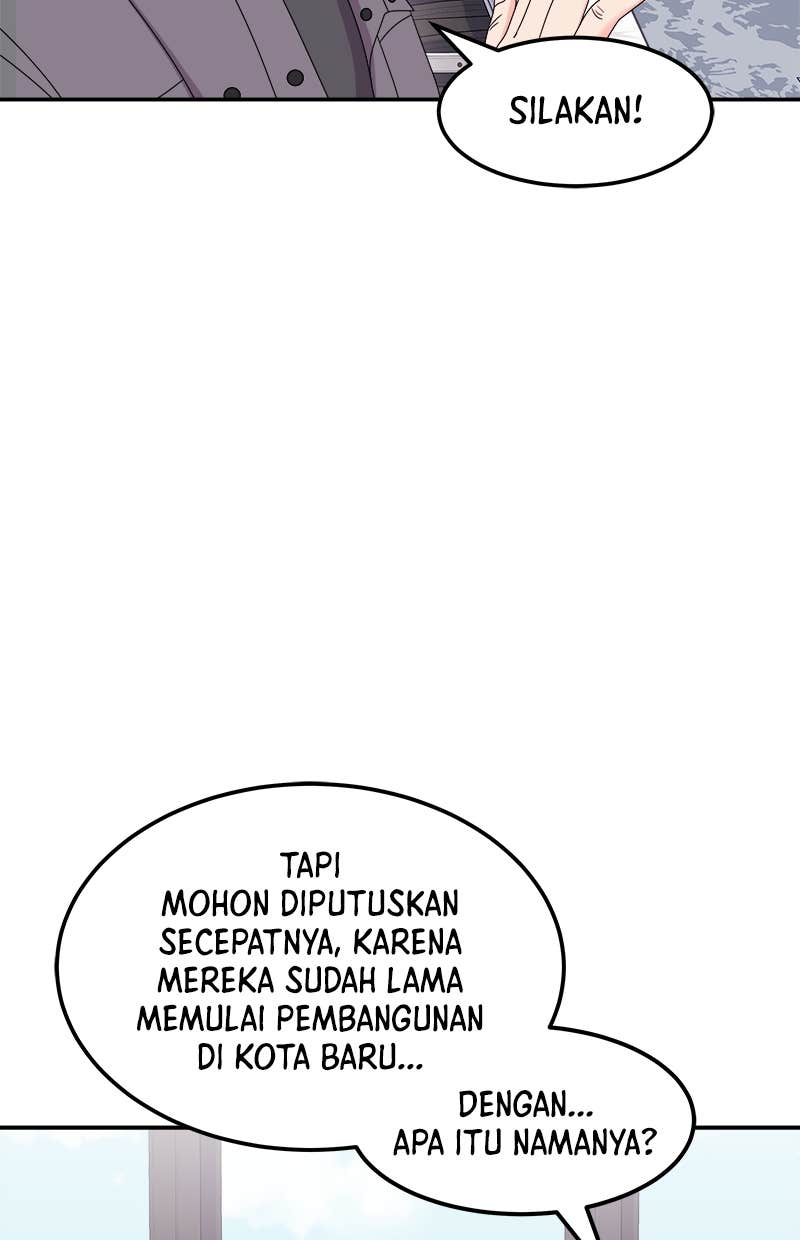 SILAKAN!
TAPI
MOHON DIPUTUSKAN
SECEPATNYA, KARENA
MEREKA SUDAH LAMA
MEMULAI PEMBANGUNAN
DI KOTA BARU...
DENGAN...
APA ITU NAMANYA?